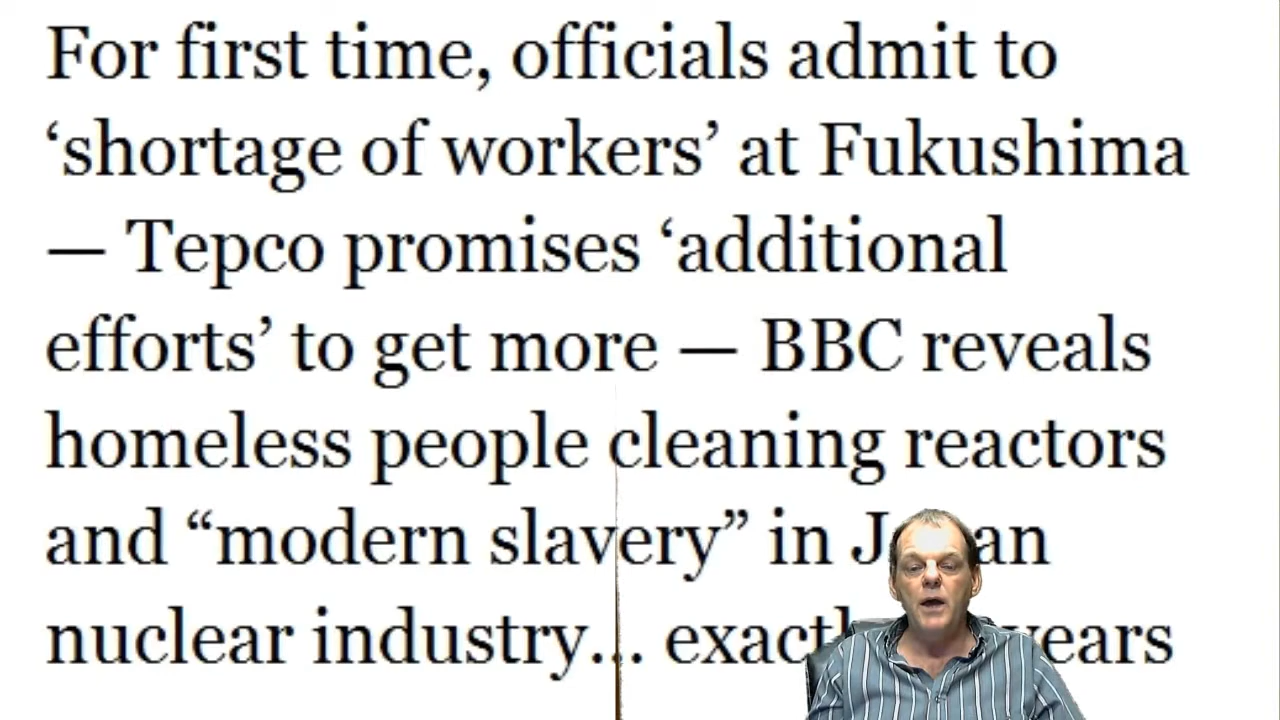 For first time, officials admit to
‘shortage of workers’ at Fukushima
— Tepco promises ‘additional
efforts’ to get more — BBC reveals
homeless people cleaning reactors
and “modern slavery” in
nuclear industry...